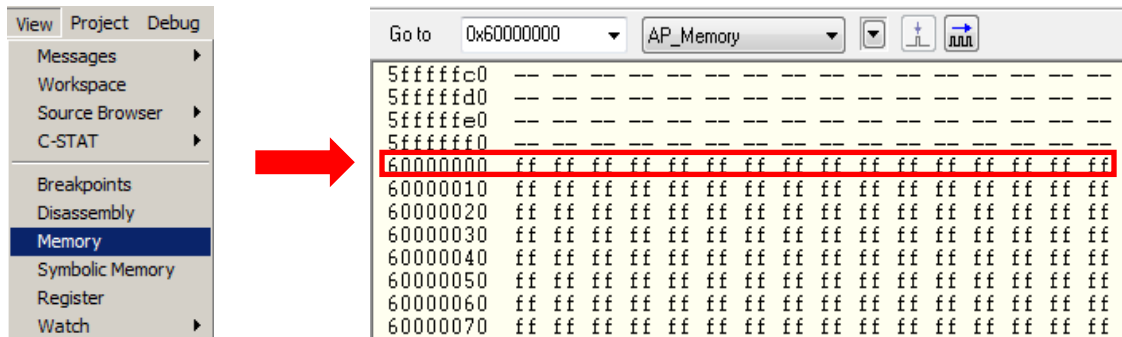 View Project Debug
Messages
Workspace
Source Browser
C-STAT
Breakpoints
Disassembly
Memory
Symbolic Memory
Register
Watch
Go to 0x60000000 AP_Memory
5fffffc0 -- -- -- -- -- -- -- -- -- -- -- -- -- -- -- --
5fffffd0 -- -- -- -- -- -- -- -- -- -- -- -- -- -- -- --
5fffffe0 -- -- -- -- -- -- -- -- -- -- -- -- -- -- -- --
5ffffff0 -- -- -- -- -- -- -- -- -- -- -- -- -- -- -- --
60000000 ff ff ff ff ff ff ff ff ff ff ff ff ff ff ff ff
60000010 ff ff ff ff ff ff ff ff ff ff ff ff ff ff ff ff
60000020 ff ff ff ff ff ff ff ff ff ff ff ff ff ff ff ff
60000030 ff ff ff ff ff ff ff ff ff ff ff ff ff ff ff ff
60000040 ff ff ff ff ff ff ff ff ff ff ff ff ff ff ff ff
60000050 ff ff ff ff ff ff ff ff ff ff ff ff ff ff ff ff
60000060 ff ff ff ff ff ff ff ff ff ff ff ff ff ff ff ff
60000070 ff ff ff ff ff ff ff ff ff ff ff ff ff ff ff ff